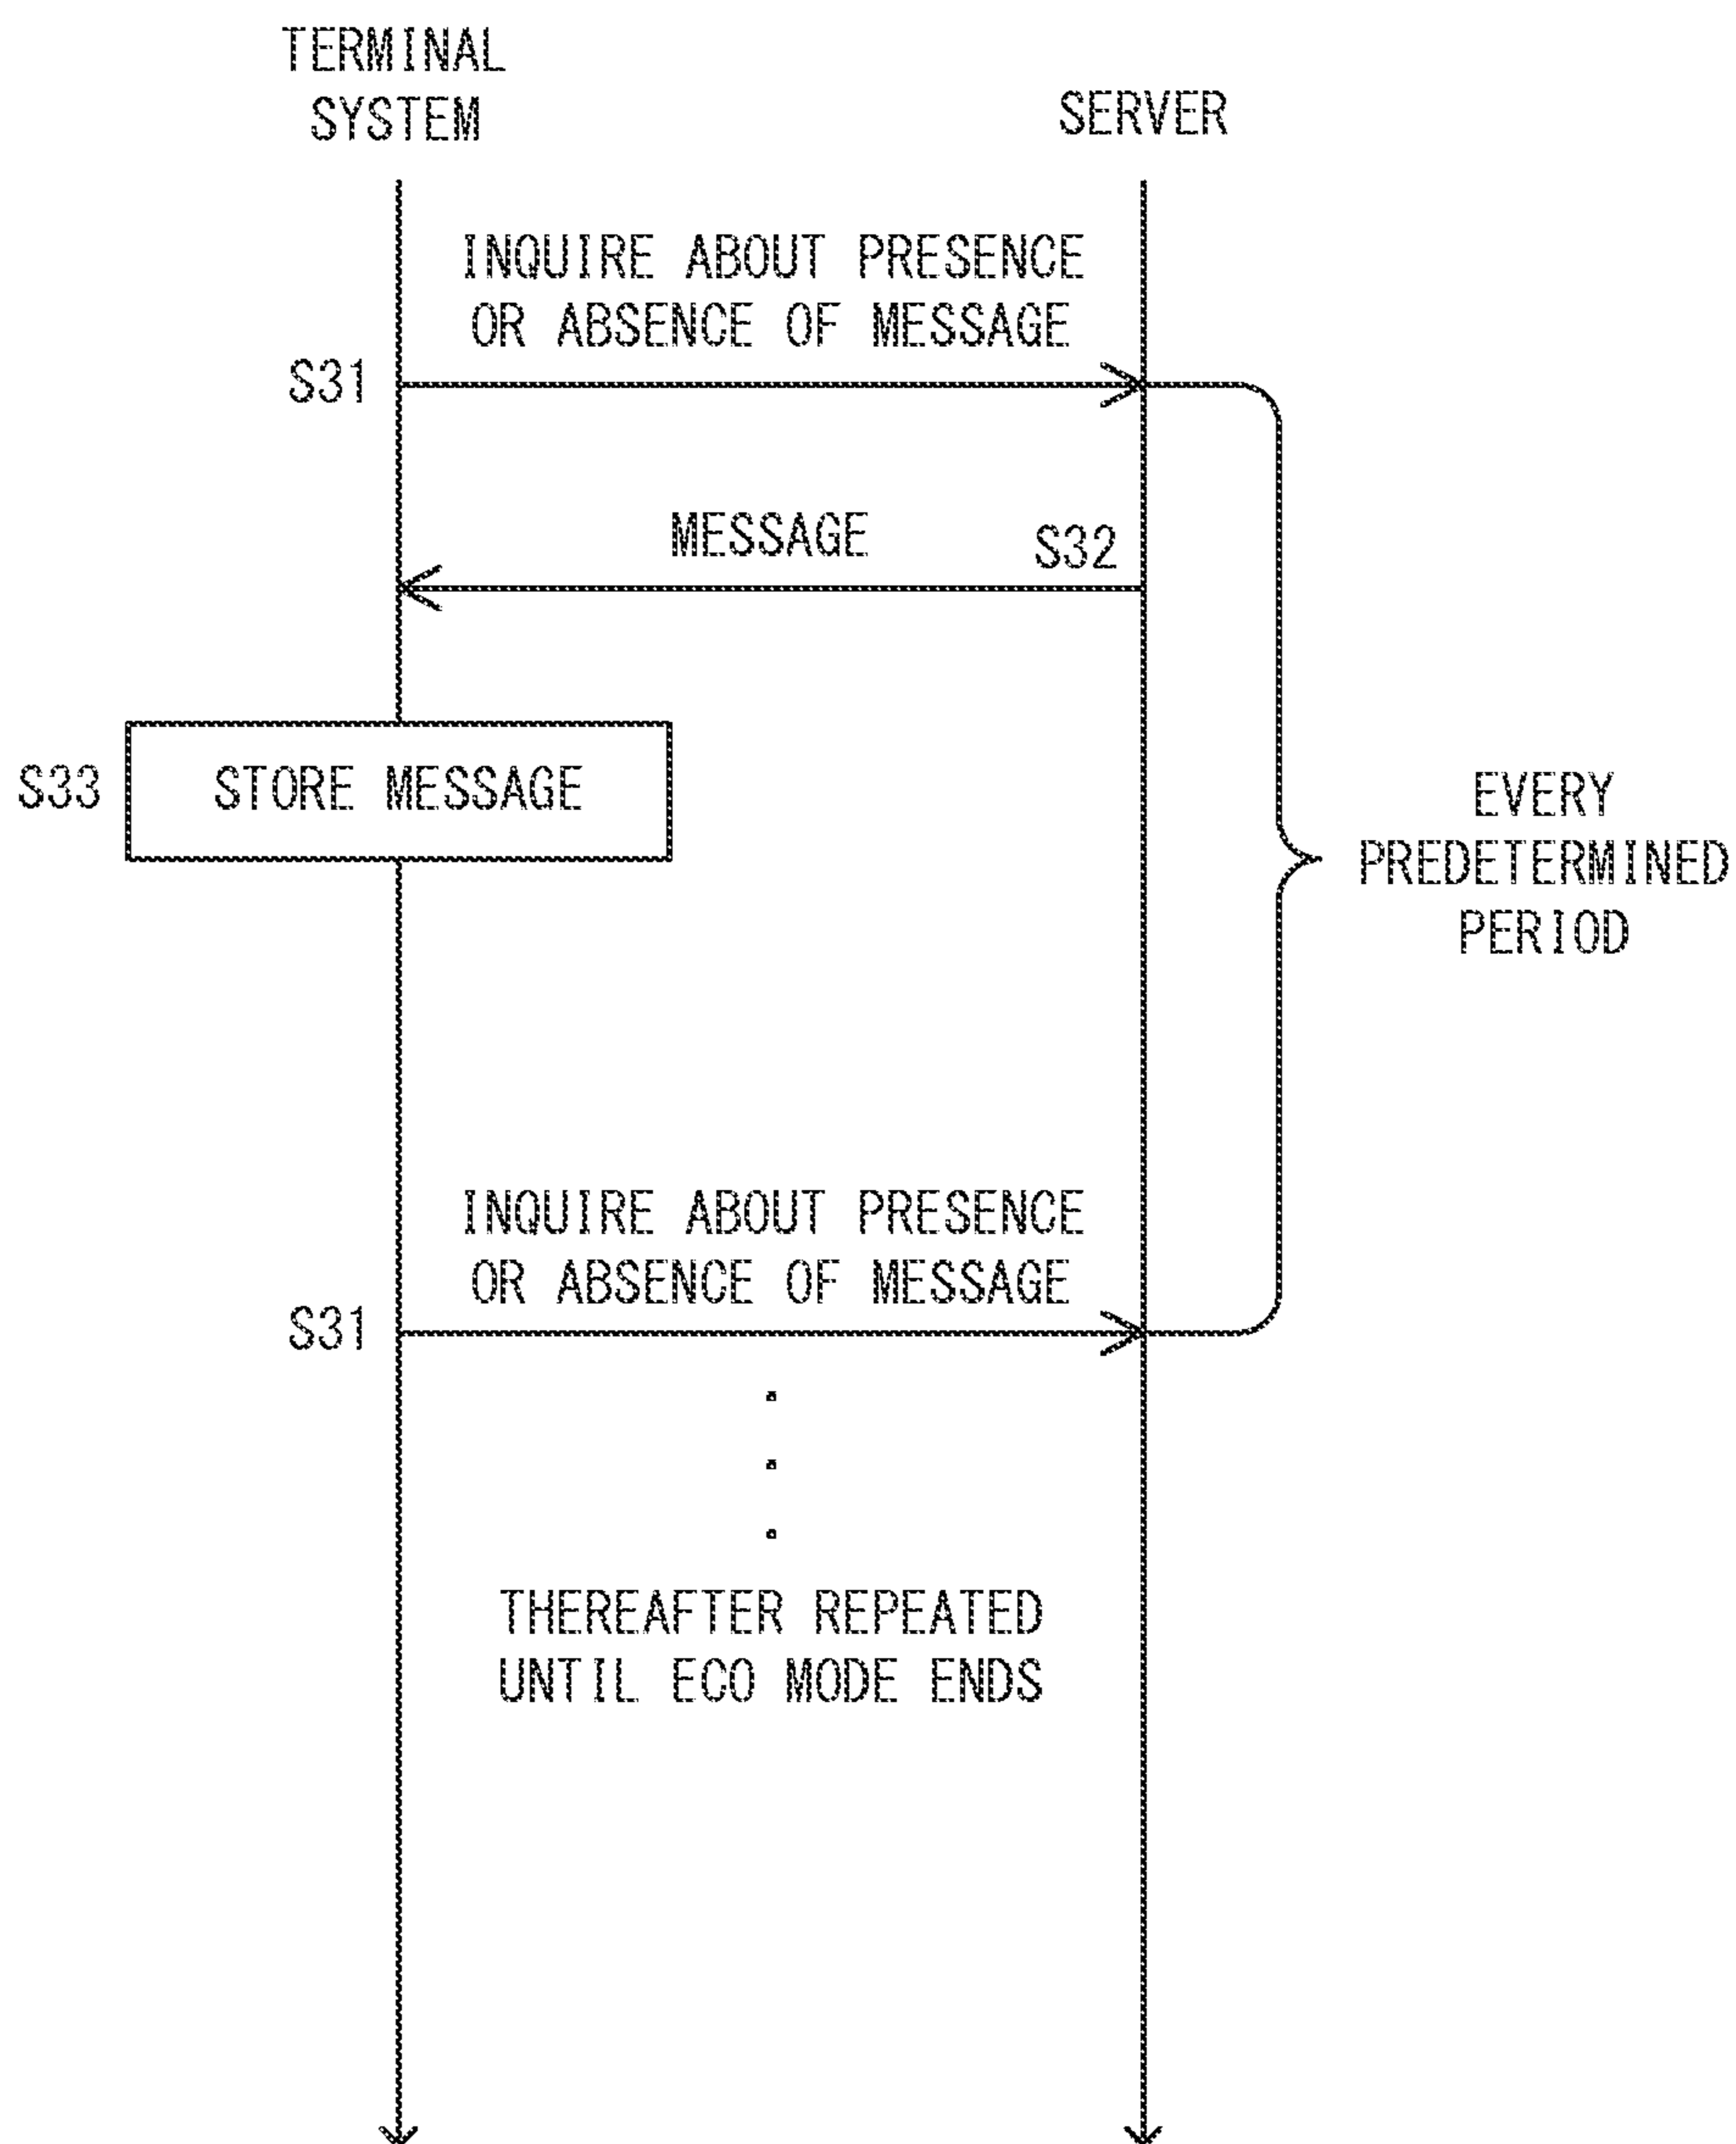 TERMINAL
SYSTEM
SERVER
INQUIRE ABOUT PRESENCE
OR ABSENCE OF MESSAGE
S31
MESSAGE
S32
S33
STORE MESSAGE
EVERY
PREDETERMINED
PERIOD
INQUIRE ABOUT PRESENCE
OR ABSENCE OF MESSAGE
S31
THEREAFTER REPEATED
UNTIL ECO MODE ENDS